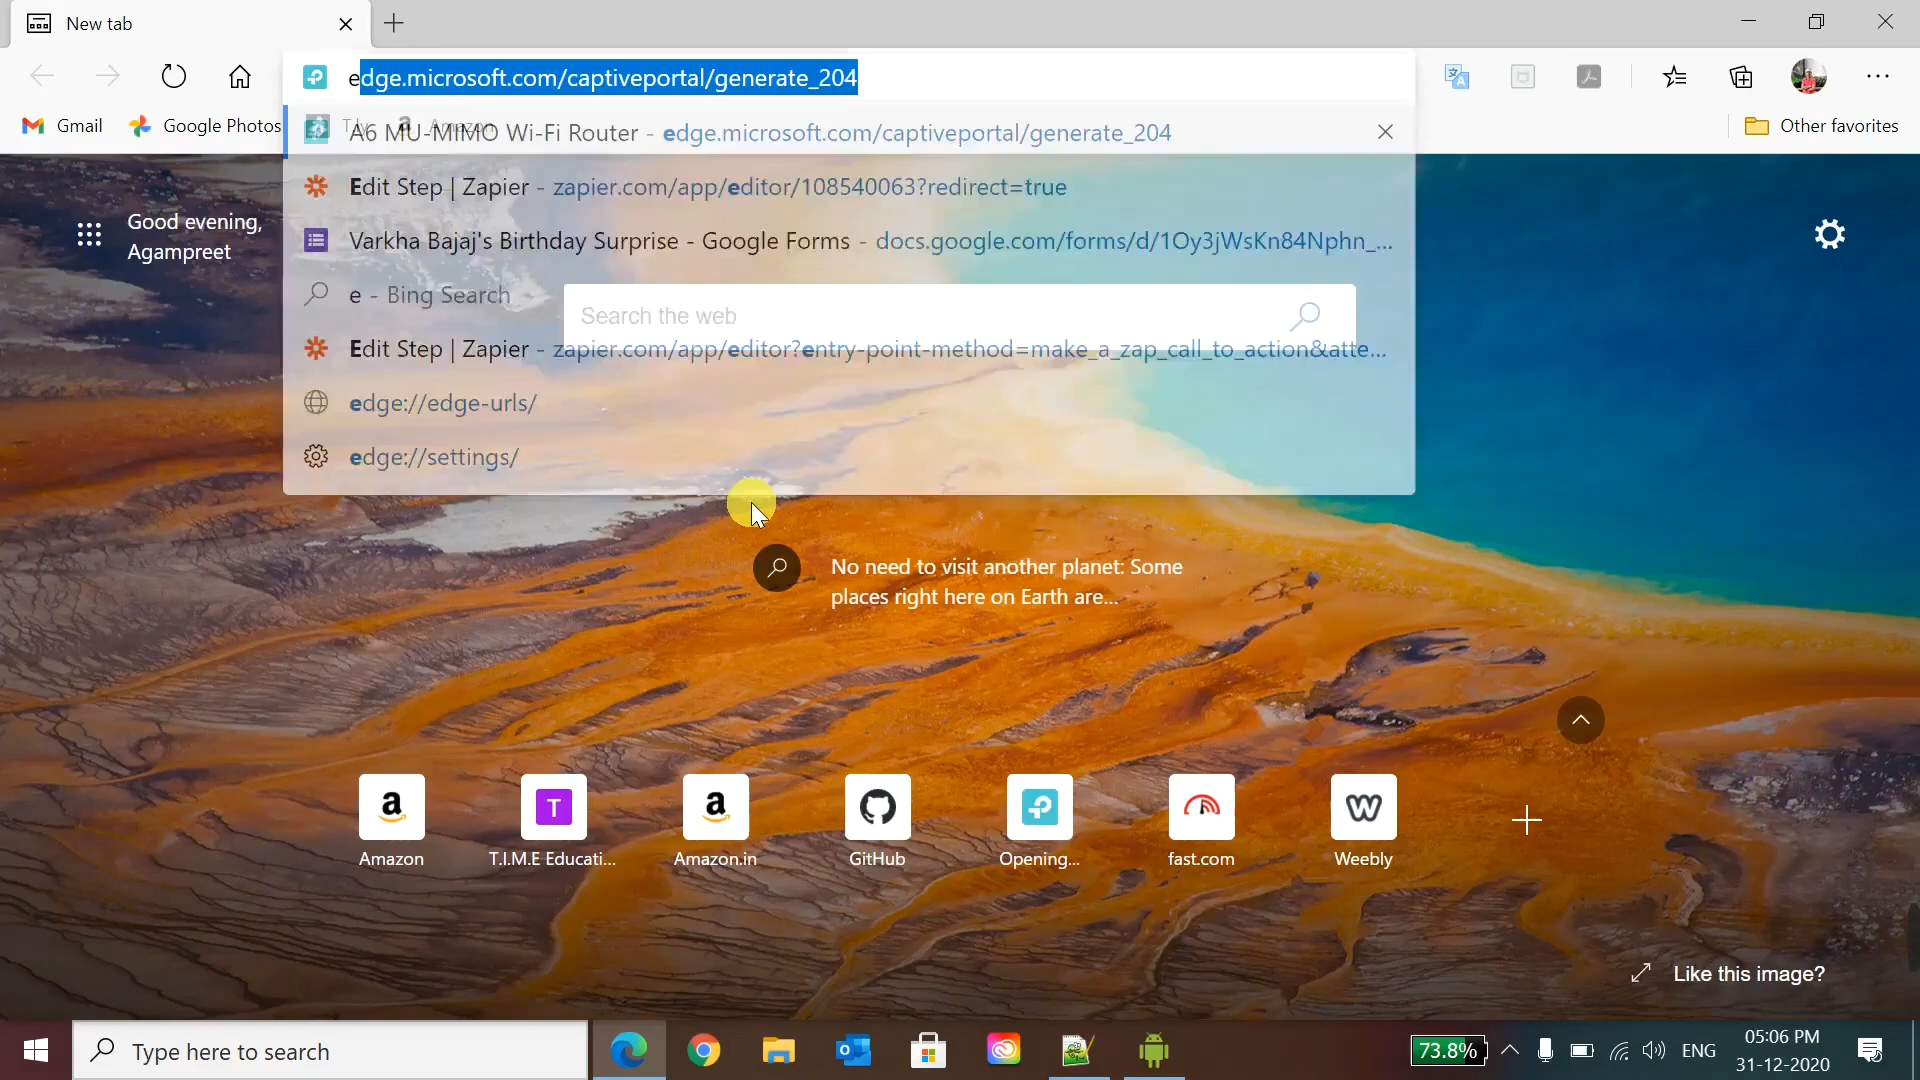 New tab
edge.microsoft.com/captiveportal/generate_204
Gmail
Google Photos
Amazon
A6 MU-MIMO Wi-Fi Router - edge.microsoft.com/captiveportal/generate_204
Other favorites
Edit Step | Zapier - zapier.com/app/editor/108540063?redirect=true
Good evening,
Agampreet
Varkha Bajaj's Birthday Surprise - Google Forms - docs.google.com/forms/d/1Oy3jWsKn84Nphn_...
e - Bing Search
Search the web
Edit Step | Zapier - zapier.com/app/editor?entry-point-method=make_a_zap_call_to_action&atte...
edge://edge-urls/
edge://settings/
No need to visit another planet: Some
places right here on Earth are...
a
T
a
W
Amazon
T.I.M.E Educati...
Amazon.in
GitHub
Opening...
fast.com
Weebly
Like this image?
Type here to search
73.8%
ENG
05:06 PM
31-12-2020